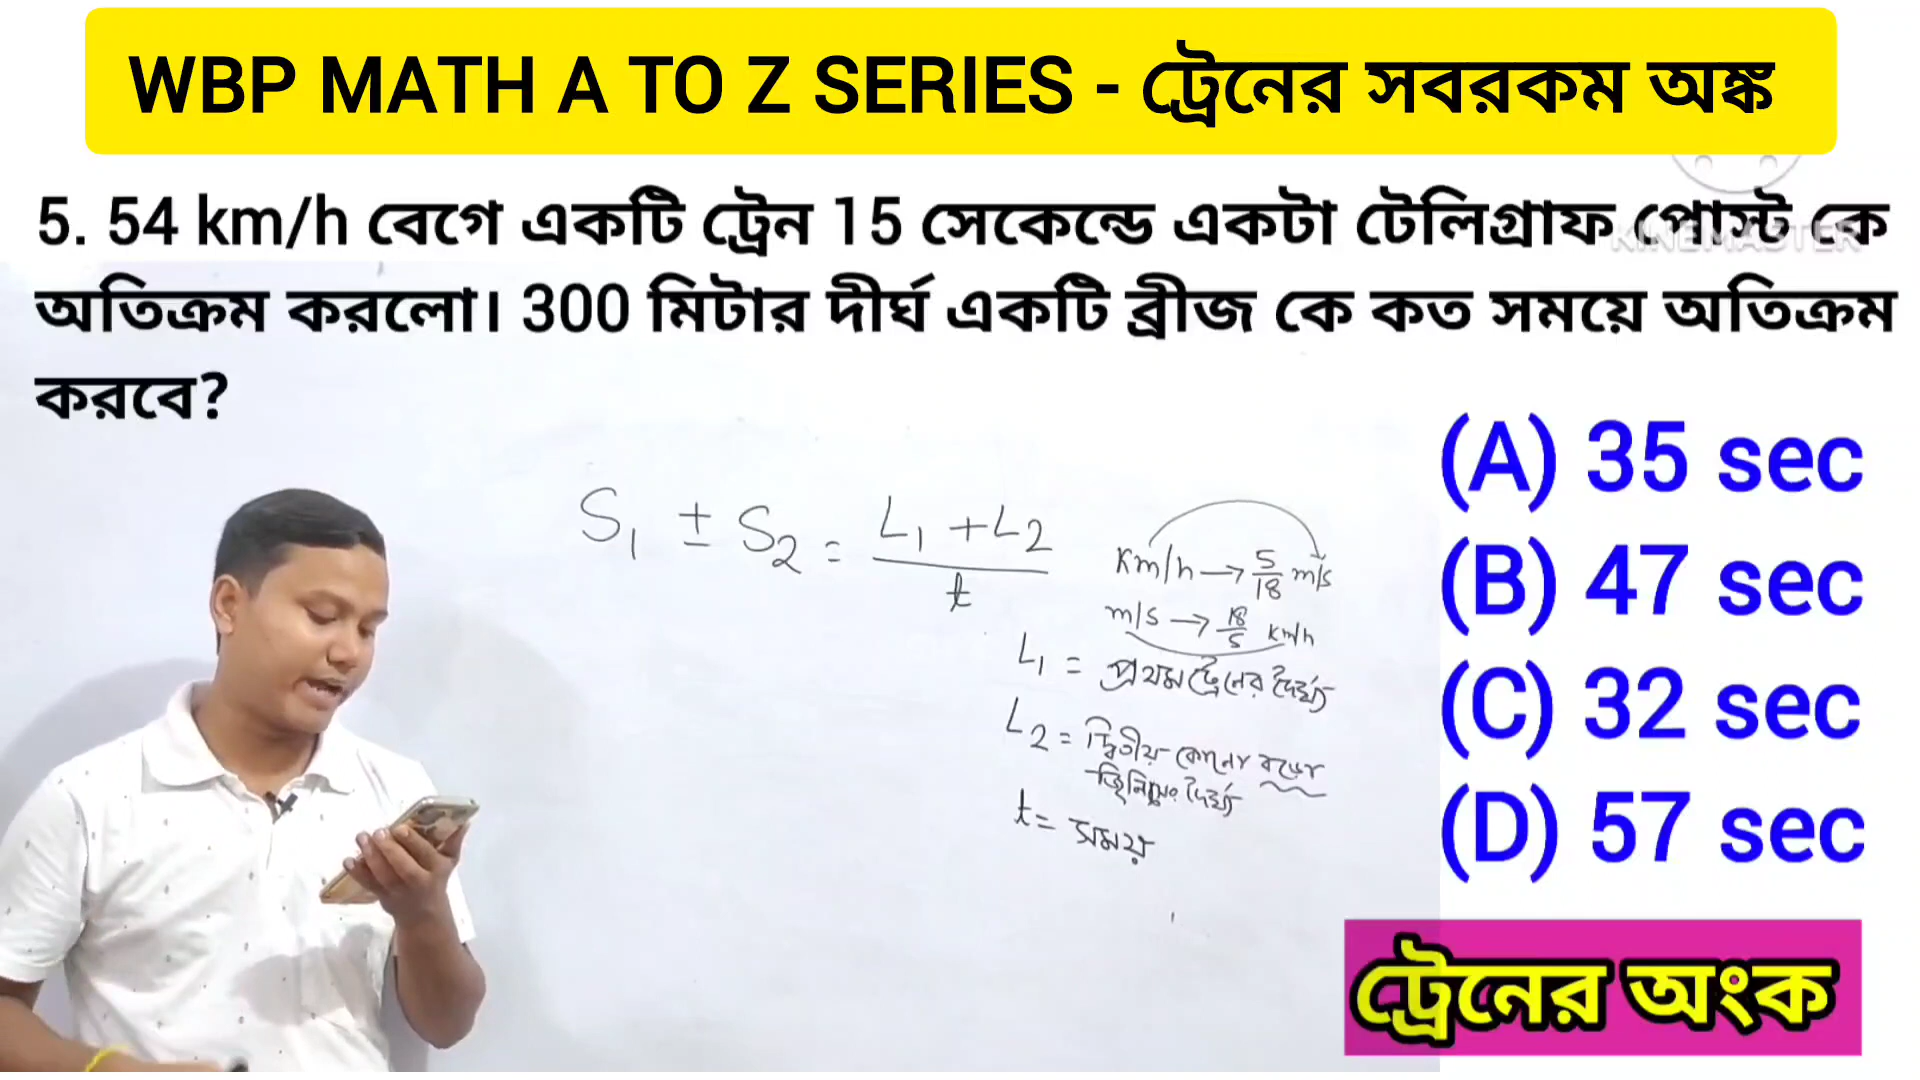 WBP MATH A TO Z SERIES - ট্রেনের সবরকম অঙ্ক
5. 54 km/h বেগে একটি ট্রেন 15 সেকেন্ডে একটা টেলিগ্রাফ পোস্ট কে
KINEMASTER
অতিক্রম করলো। 300 মিটার দীর্ঘ একটি ব্রীজ কে কত সময়ে অতিক্রম
করবে?
(A) 35 sec
(B) 47 sec
(C) 32 sec
(D) 57 sec
S₁ ± S₂ = L₁ + L₂ / t
Km/h → 5/18 m/s
m/s → 18/5 km/h
L₁ = প্রথম ট্রেনের দৈর্ঘ্য
L₂ = দ্বিতীয় কোনো বড়ো
জিনিসের দৈর্ঘ্য
t = সময়
ট্রেনের অংক